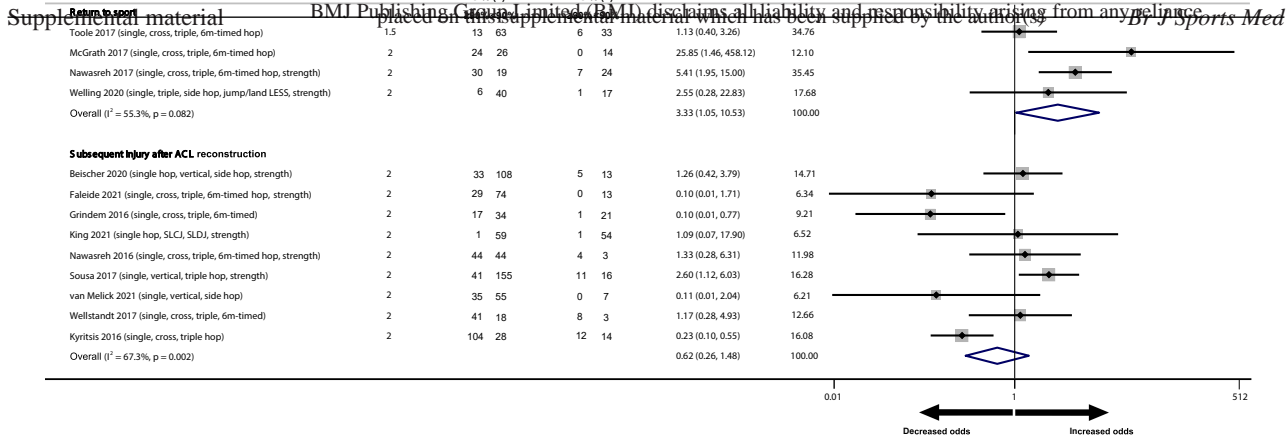 Supplemental material
BMJ Publishing Group Limited (BMJ) disclaims all liability and responsibility arising from any reliance
placed on this supplemental material which has been supplied by the author(s)
Br J Sports Med
Return to sport
Toole 2017 (single, cross, triple, 6m-timed hop) 1.5 13 63 6 33 1.13 (0.40, 3.26) 34.76
McGrath 2017 (single, cross, triple, 6m-timed hop) 2 24 26 0 14 25.85 (1.46, 458.12) 12.10
Nawasreh 2017 (single, cross, triple, 6m-timed hop, strength) 2 30 19 7 24 5.41 (1.95, 15.00) 35.45
Welling 2020 (single, triple, side hop, jump/land LESS, strength) 2 6 40 1 17 2.55 (0.28, 22.83) 17.68
Overall (I² = 55.3%, p = 0.082) 3.33 (1.05, 10.53) 100.00
Subsequent Injury after ACL reconstruction
Beischer 2020 (single hop, vertical, side hop, strength) 2 33 108 5 13 1.26 (0.42, 3.79) 14.71
Faleide 2021 (single, cross, triple, 6m-timed hop, strength) 2 29 74 0 13 0.10 (0.01, 1.71) 6.34
Grindem 2016 (single, cross, triple, 6m-timed) 2 17 34 1 21 0.10 (0.01, 0.77) 9.21
King 2021 (single hop, SLCJ, SLDJ, strength) 2 1 59 1 54 1.09 (0.07, 17.90) 6.52
Nawasreh 2016 (single, cross, triple, 6m-timed hop, strength) 2 44 44 4 3 1.33 (0.28, 6.31) 11.98
Sousa 2017 (single, vertical, triple hop, strength) 2 41 155 11 16 2.60 (1.12, 6.03) 16.28
van Melick 2021 (single, vertical, side hop) 2 35 55 0 7 0.11 (0.01, 2.04) 6.21
Wellstandt 2017 (single, cross, triple, 6m-timed) 2 41 18 8 3 1.17 (0.28, 4.93) 12.66
Kyritsis 2016 (single, cross, triple hop) 2 104 28 12 14 0.23 (0.10, 0.55) 16.08
Overall (I² = 67.3%, p = 0.002) 0.62 (0.26, 1.48) 100.00
0.01 1 512
Decreased odds Increased odds